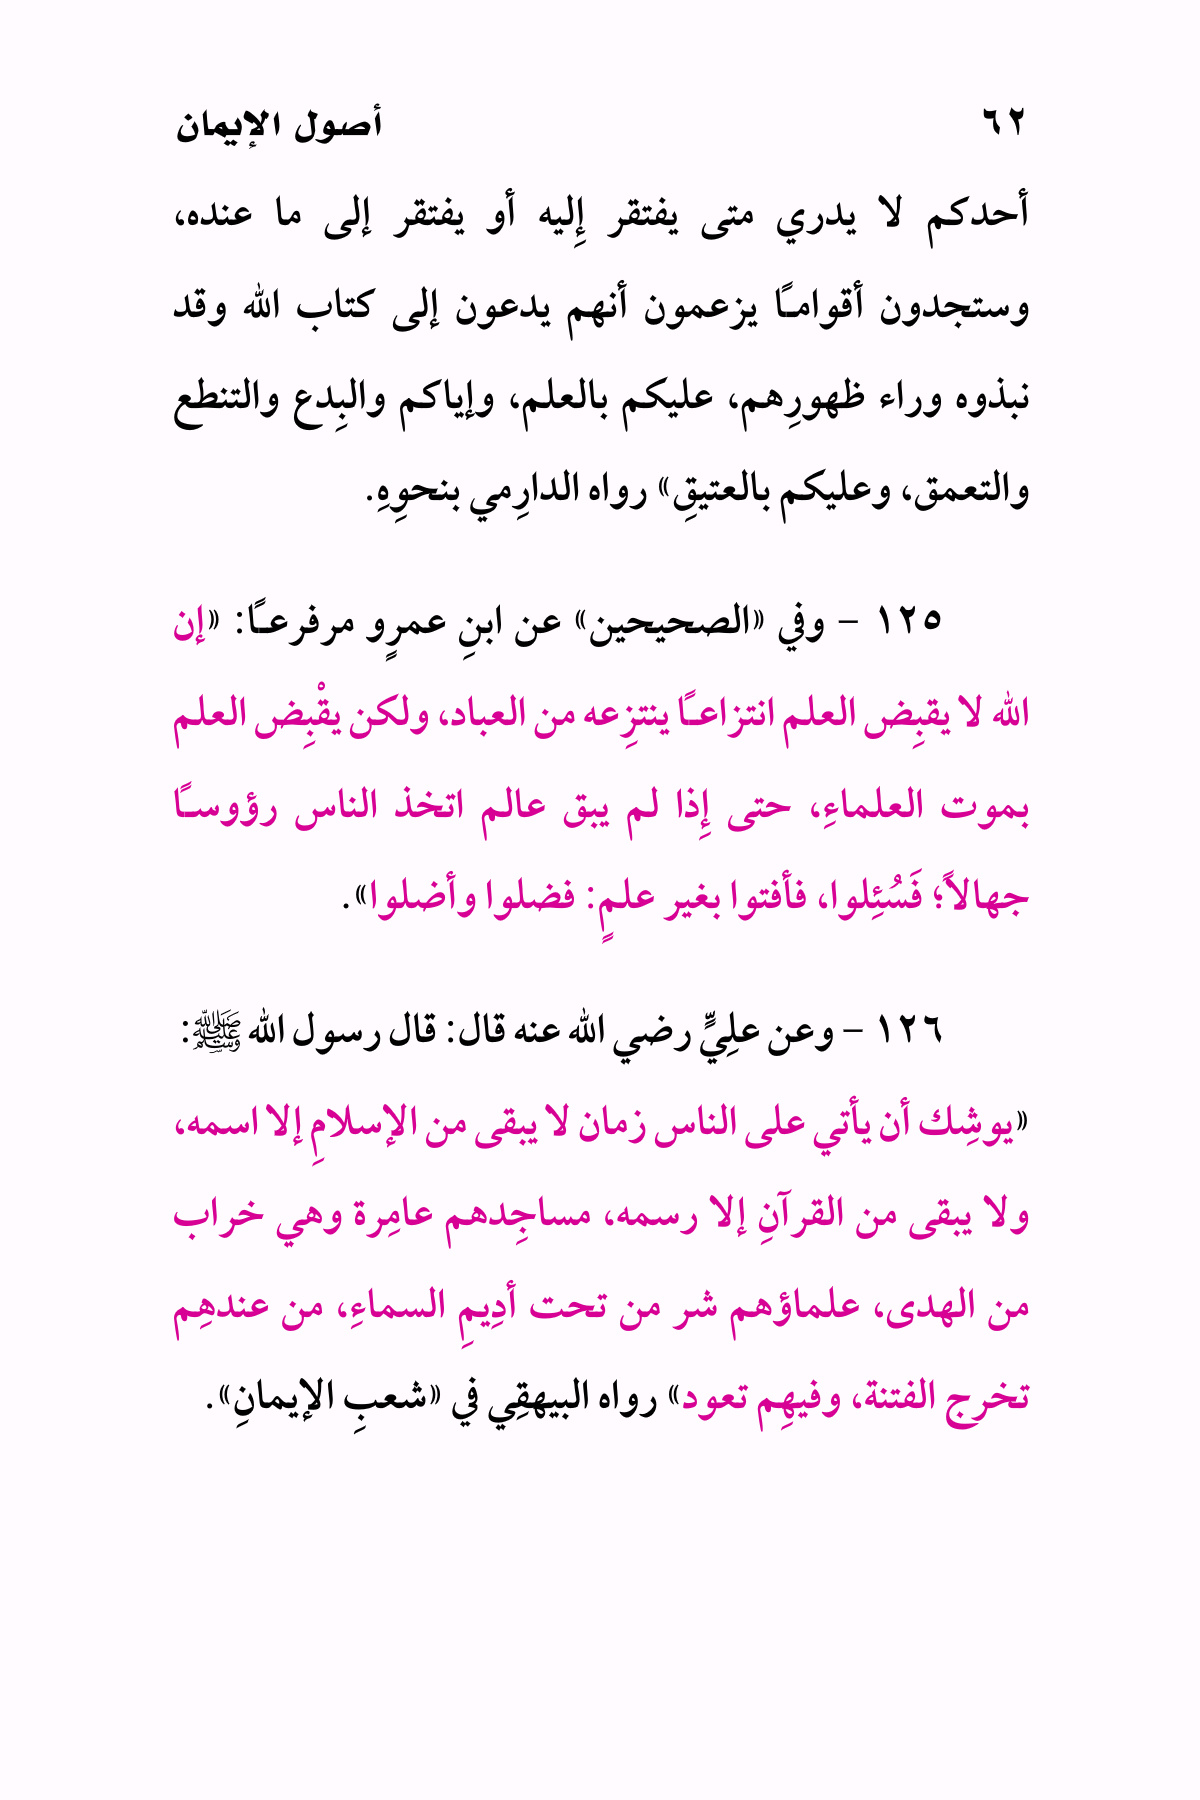 ٦٢ أصول الإيمان
أحدكم لا يدري متى يفتقر إِليه أو يفتقر إلى ما عنده،
وستجدون أقوامـًا يزعمون أنهم يدعون إلى كتاب الله وقد
نبذوه وراء ظهورِهم، عليكم بالعلم، وإياكم والبِدع والتنطع
والتعمق، وعليكم بالعتيقِ» رواه الدارِمي بنحوِهِ.
١٢٥ – وفي «الصحيحين» عن ابنِ عمرٍو مرفرعـًا: «إن
الله لا يقبِض العلم انتزاعـًا ينتزِعه من العباد، ولكن يقْبِض العلم
بموت العلماءِ، حتى إِذا لم يبق عالم اتخذ الناس رؤوسـًا
جهالاً؛ فَسُئِلوا، فأفتوا بغير علمٍ: فضلوا وأضلوا».
١٢٦ – وعن علِيٍّ رضي الله عنه قال: قال رسول الله ﷺ:
«يوشِك أن يأتي على الناس زمان لا يبقى من الإسلامِ إلا اسمه،
ولا يبقى من القرآنِ إلا رسمه، مساجِدهم عامِرة وهي خراب
من الهدى، علماؤهم شر من تحت أدِيمِ السماءِ، من عندهِم
تخرج الفتنة، وفيهِم تعود» رواه البيهقِي في «شعبِ الإيمانِ».